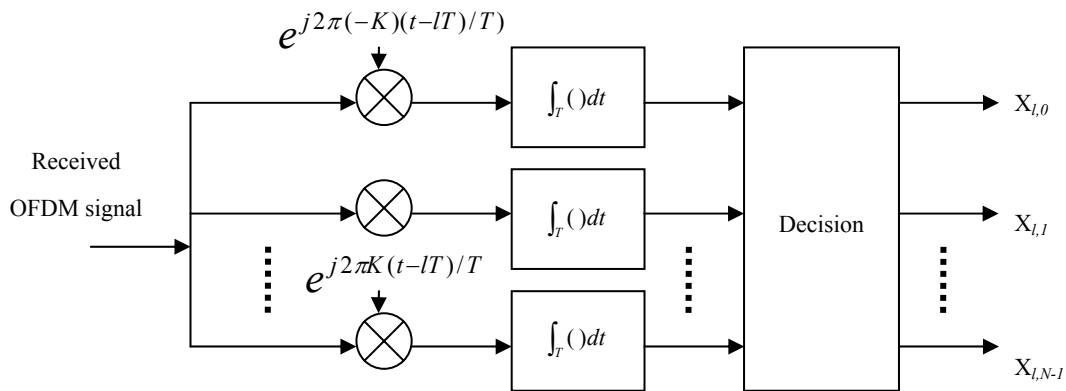 e^{j2π(-K)(t-lT)/T)}
∫_T()dt
X_{l,0}
Received
OFDM signal
∫_T()dt
Decision
X_{l,1}
e^{j2πK(t-lT)/T}
∫_T()dt
X_{l,N-1}